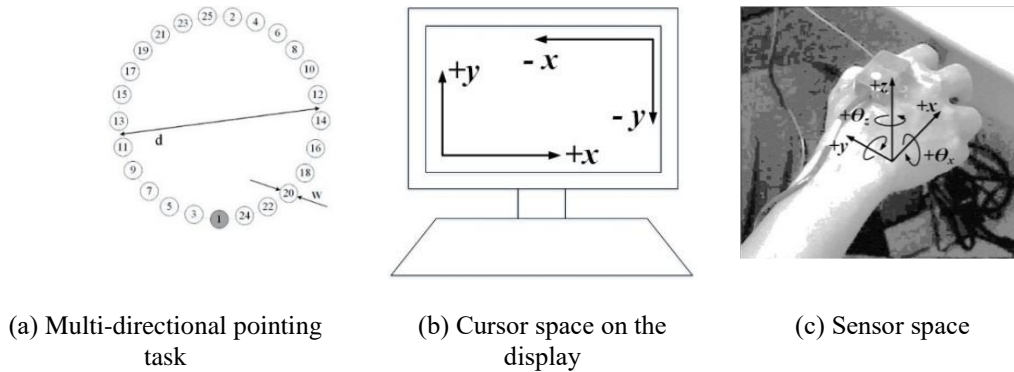 25 2
23 4
21 6
19 8
17 10
15 12
13 14
d
11 16
9 18
7 20
w
5 22
3 1 24
+y
- x
- y
+x
+z
+x
+Θz
+y
+Θx
(a) Multi-directional pointing
task
(b) Cursor space on the
display
(c) Sensor space